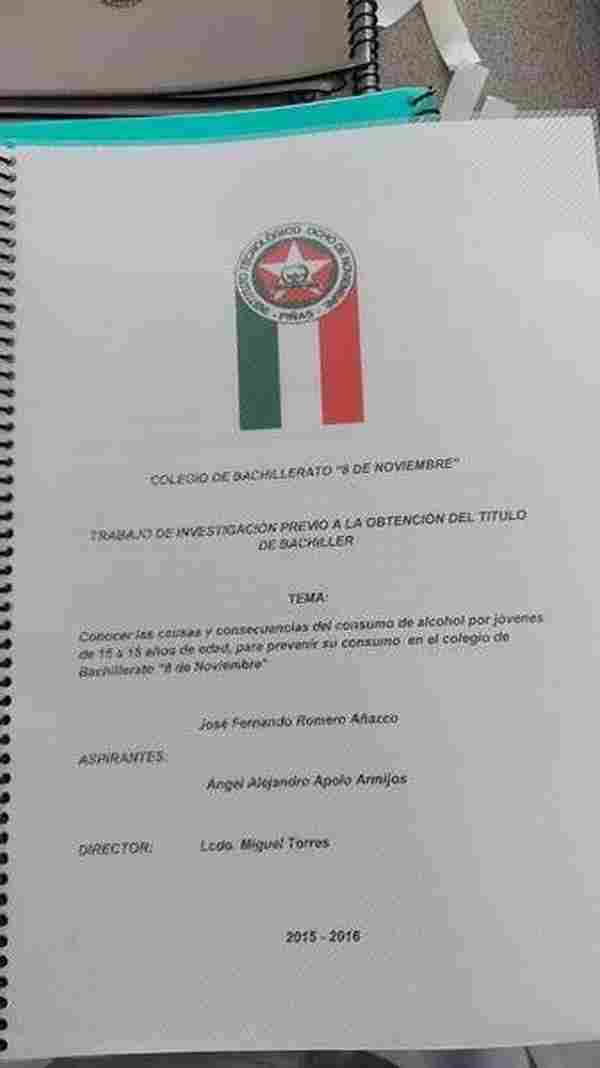 INSTITUTO TECNOLÓGICO OCHO DE NOVIEMBRE
- PIÑAS -
COLEGIO DE BACHILLERATO "8 DE NOVIEMBRE"
TRABAJO DE INVESTIGACIÓN PREVIO A LA OBTENCIÓN DEL TITULO
DE BACHILLER
TEMA:
Conocer las causas y consecuencias del consumo de alcohol por jóvenes
de 15 a 18 años de edad, para prevenir su consumo en el colegio de
Bachillerato "8 de Noviembre"
José Fernando Romero Añazco
ASPIRANTES:
Angel Alejandro Apolo Armijos
DIRECTOR: Lcdo. Miguel Torres
2015 - 2016